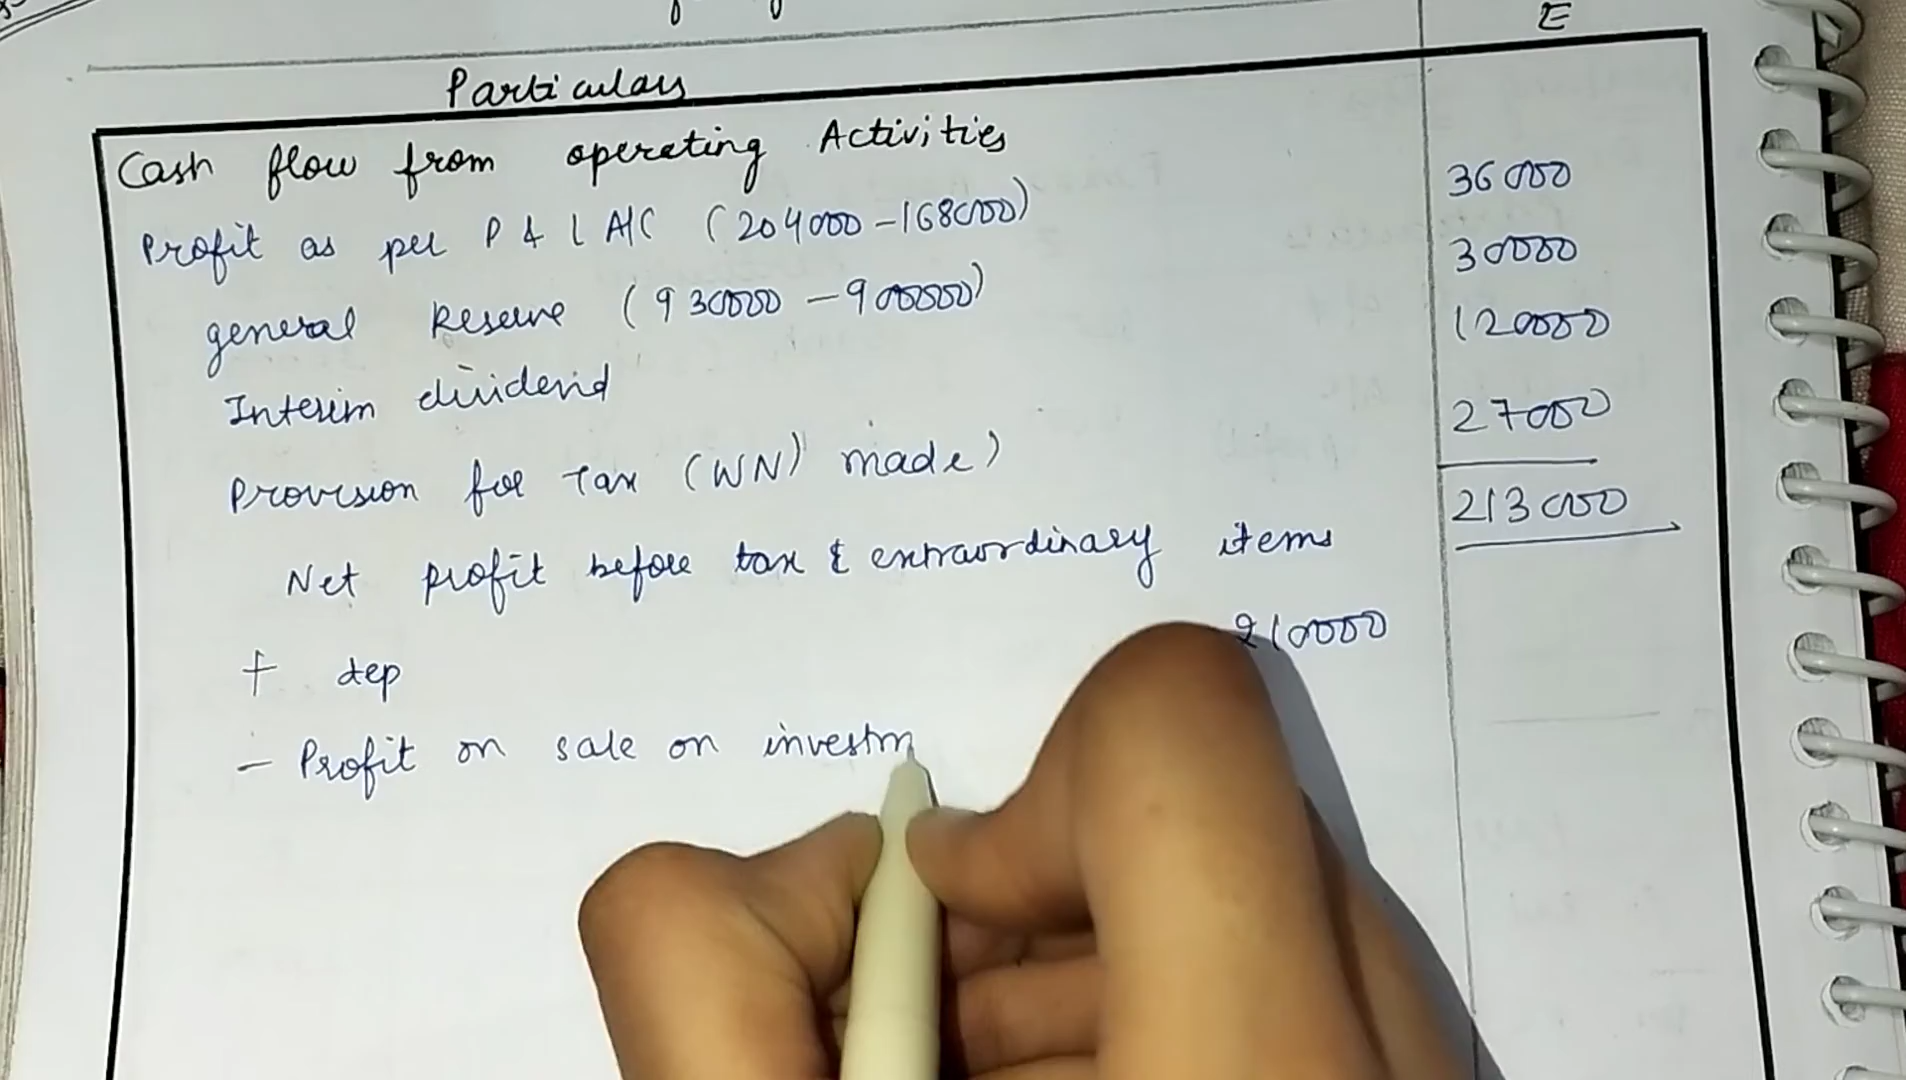 E
Particulars
Cash flow from operating Activities
Profit as per P & L A/C (204000 - 168000) 36000
general Reserve (930000 - 900000) 30000
Interim dividend 120000
Provision for Tax (WN) made) 27000
Net profit before tax & extraordinary items 213000
+ dep 210000
- Profit on sale on investm